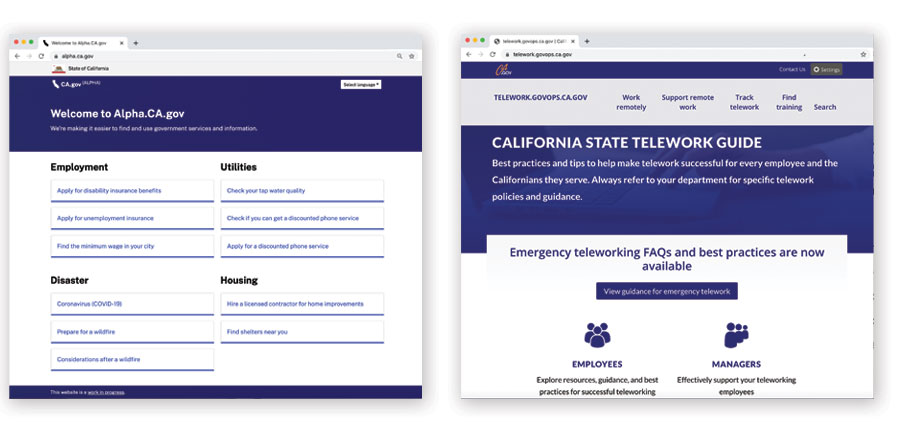 Welcome to Alpha.CA.gov
alpha.ca.gov
State of California
CA.gov (ALPHA)
Select language
Welcome to Alpha.CA.gov
We're making it easier to find and use government services and information.
Employment
Apply for disability insurance benefits
Apply for unemployment insurance
Find the minimum wage in your city
Utilities
Check your tap water quality
Check if you can get a discounted phone service
Apply for a discounted phone service
Disaster
Coronavirus (COVID-19)
Prepare for a wildfire
Considerations after a wildfire
Housing
Hire a licensed contractor for home improvements
Find shelters near you
This website is a work in progress.
telework.govops.ca.gov | Cali
telework.govops.ca.gov
CA
.GOV
Contact Us
Settings
TELEWORK.GOVOPS.CA.GOV
Work
remotely
Support remote
work
Track
telework
Find
training
Search
CALIFORNIA STATE TELEWORK GUIDE
Best practices and tips to help make telework successful for every employee and the
Californians they serve. Always refer to your department for specific telework
policies and guidance.
Emergency teleworking FAQs and best practices are now
available
View guidance for emergency telework
EMPLOYEES
Explore resources, guidance, and best
practices for successful teleworking
MANAGERS
Effectively support your teleworking
employees